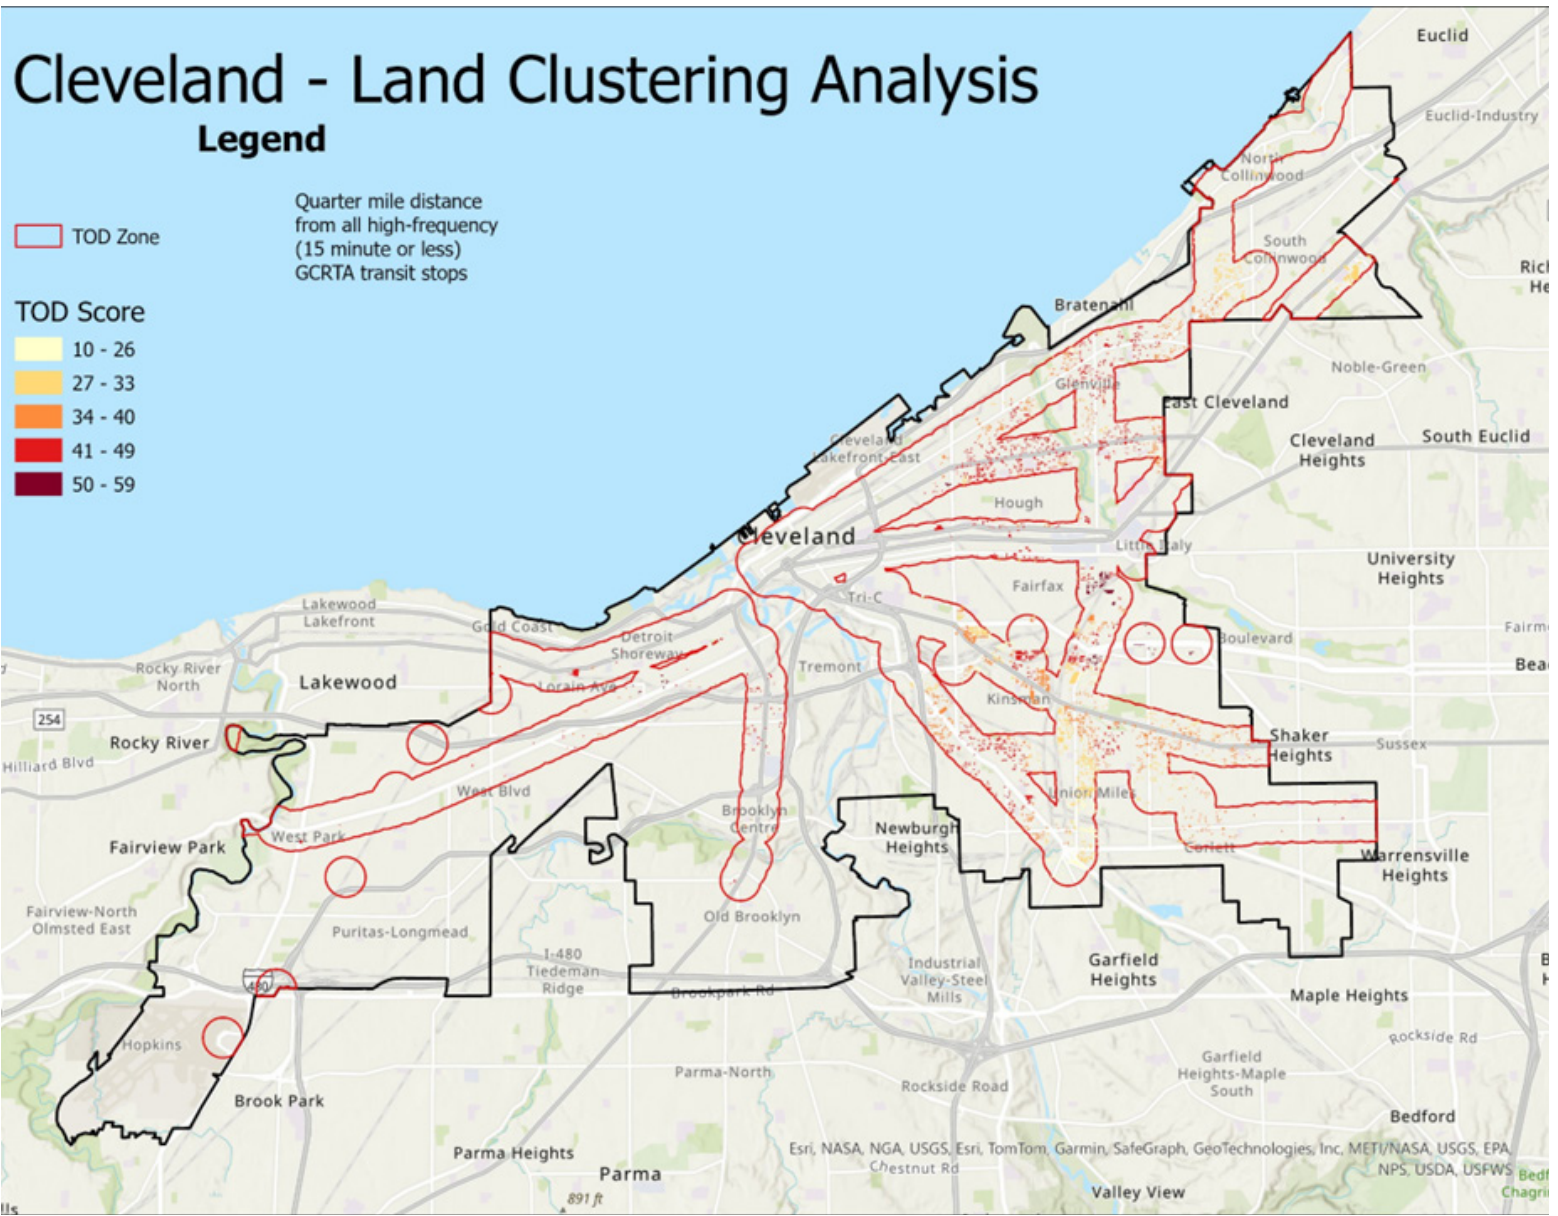 Cleveland - Land Clustering Analysis
Legend
TOD Zone
Quarter mile distance
from all high-frequency
(15 minute or less)
GCRTA transit stops
TOD Score
10 - 26
27 - 33
34 - 40
41 - 49
50 - 59
Euclid
Euclid-Industry
North
Collinwood
South
Collinwood
Bratenahl
Noble-Green
Glenville
East Cleveland
Cleveland
Heights
South Euclid
Cleveland
Lakefront-East
Hough
Cleveland
Little Italy
University
Heights
Fairfax
Tri-C
Lakewood
Lakefront
Gold Coast
Detroit
Shoreway
Boulevard
Rocky River
North
Lakewood
Lorain Ave
Tremont
Kinsman
254
Rocky River
Hilliard Blvd
Shaker
Heights
Sussex
West Blvd
Union Miles
Brooklyn
Centre
West Park
Fairview Park
Newburgh
Heights
Corlett
Warrensville
Heights
Fairview-North
Olmsted East
Old Brooklyn
Puritas-Longmead
I-480
Tiedeman
Ridge
Industrial
Valley-Steel
Mills
Garfield
Heights
480
Brookpark Rd
Maple Heights
Hopkins
Rockside Rd
Parma-North
Garfield
Heights-Maple
South
Rockside Road
Brook Park
Bedford
Parma Heights
Parma
Esri, NASA, NGA, USGS, Esri, TomTom, Garmin, SafeGraph, GeoTechnologies, Inc, METI/NASA, USGS, EPA,
NPS, USDA, USFWS
Chestnut Rd
Valley View
891 ft